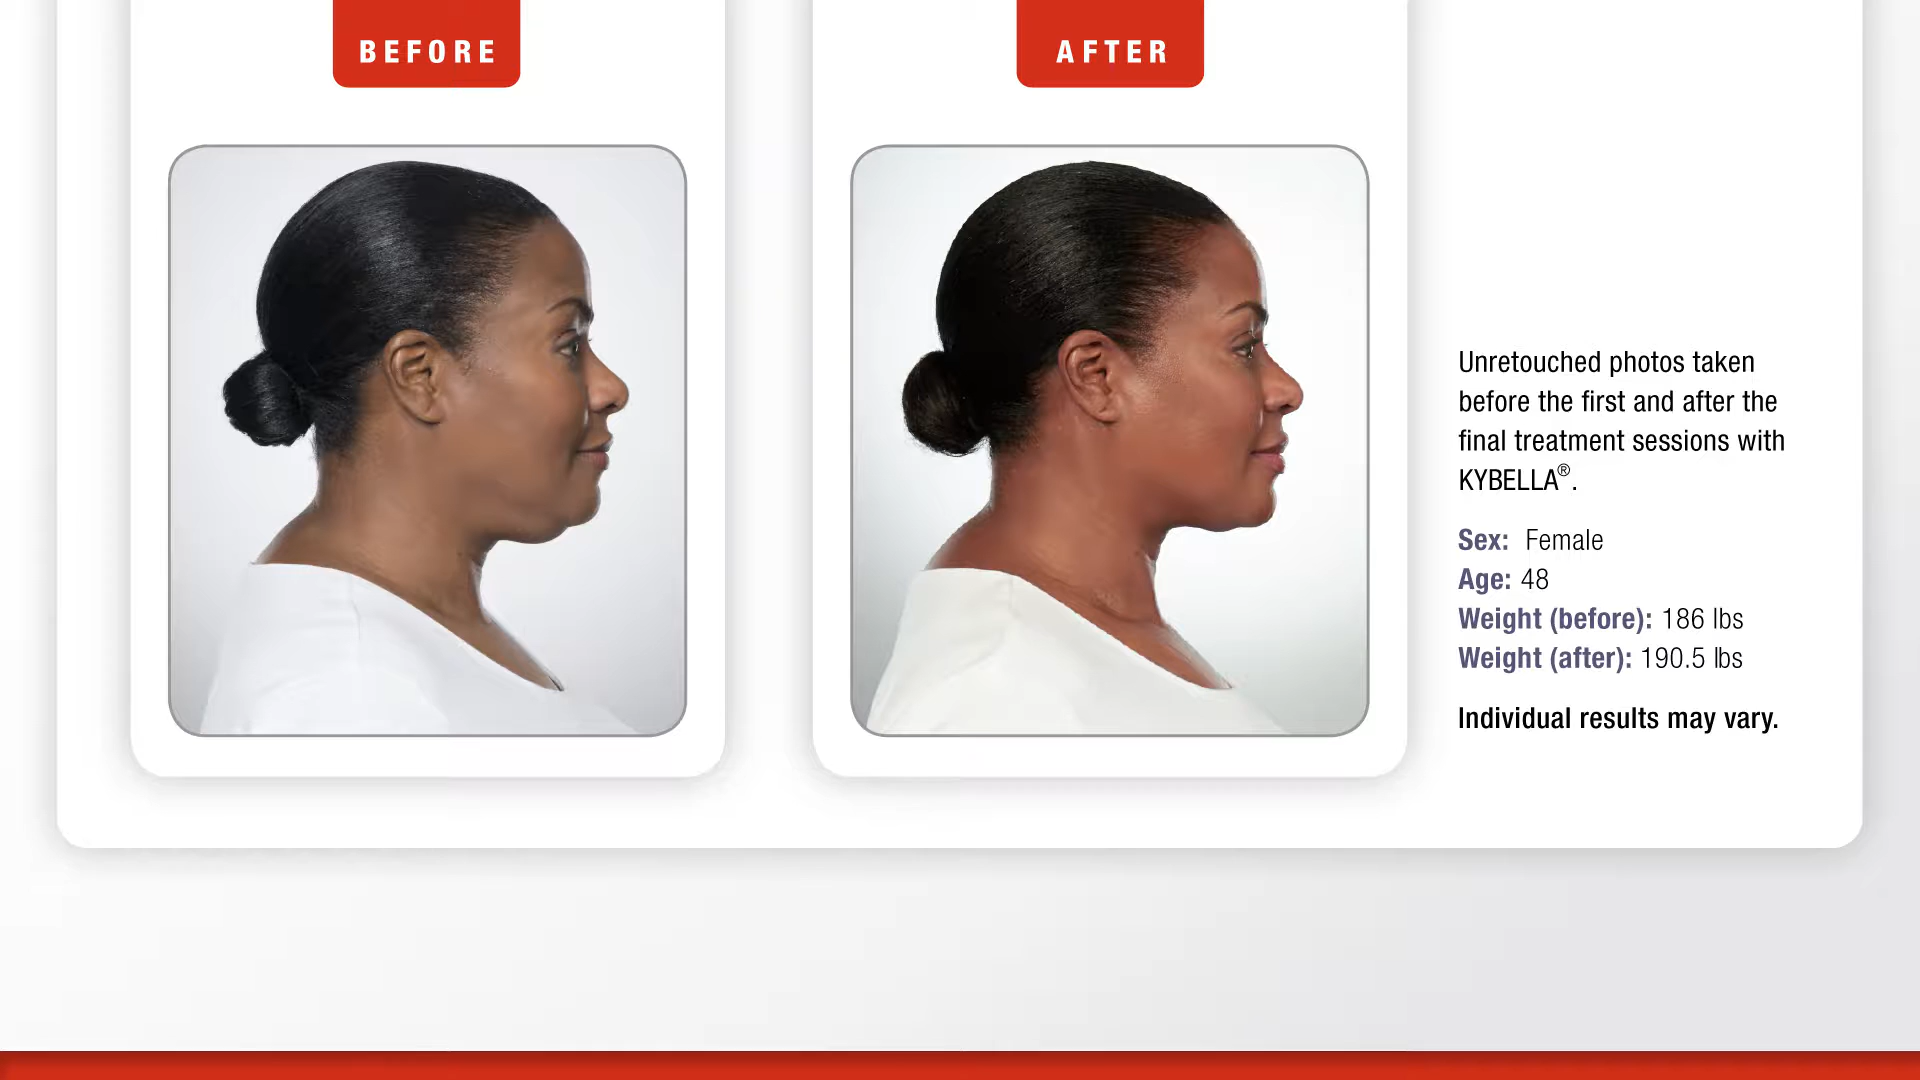 BEFORE
AFTER
Unretouched photos taken
before the first and after the
final treatment sessions with
KYBELLA®.
Sex: Female
Age: 48
Weight (before): 186 lbs
Weight (after): 190.5 lbs
Individual results may vary.